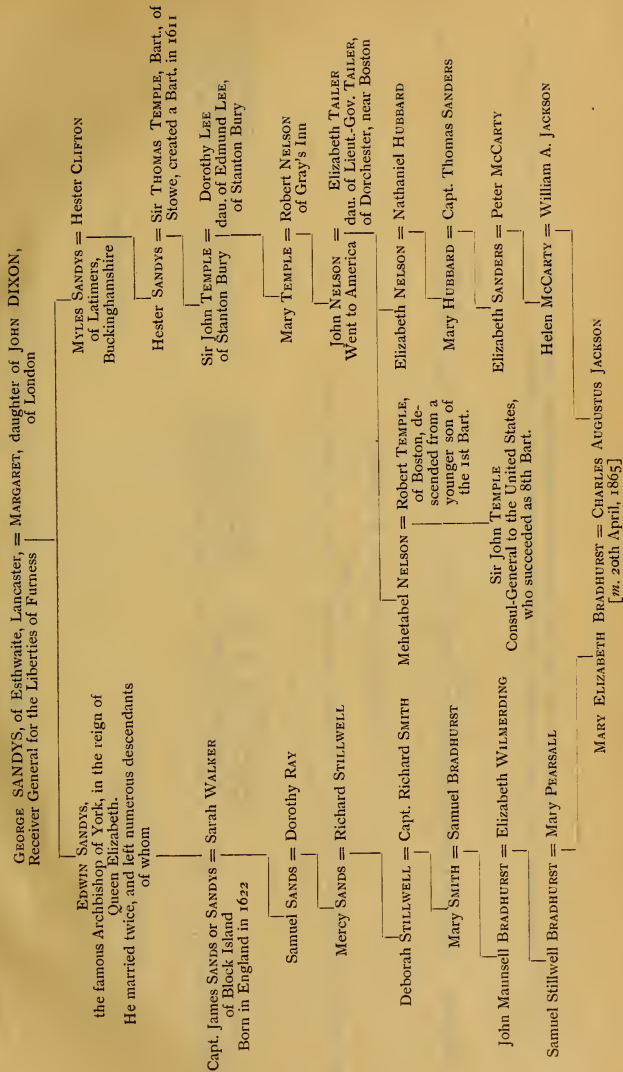 GEORGE SANDYS, of Esthwaite, Lancaster, = MARGARET, daughter of JOHN DIXON,
Receiver General for the Liberties of Furness
of London
EDWIN SANDYS,
the famous Archbishop of York, in the reign of
Queen Elizabeth.
He married twice, and left numerous descendants
of whom
MYLES SANDYS = Hester CLIFTON
of Latimers,
Buckinghamshire
Hester SANDYS = Sir THOMAS TEMPLE, Bart., of
Stowe, created a Bart. in 1611
Capt. James SANDS OR SANDYS = Sarah WALKER
of Block Island
Born in England in 1622
Sir John TEMPLE = Dorothy LEE
of Stanton Bury
dau. of Edmund LEE,
of Stanton Bury
Samuel SANDS = Dorothy RAY
Mary TEMPLE = Robert NELSON
of Gray's Inn
Mercy SANDS = Richard STILLWELL
John NELSON = Elizabeth TAILER
Went to America
dau. of Lieut.-Gov. TAILER,
of Dorchester, near Boston
Deborah STILLWELL = Capt. Richard SMITH
Mehetabel NELSON = Robert TEMPLE,
of Boston, de-
scended from a
younger son of
the 1st Bart.
Elizabeth NELSON = Nathaniel HUBBARD
Mary SMITH = Samuel BRADHURST
Sir John TEMPLE
Consul-General to the United States,
who succeeded as 8th Bart.
Mary HUBBARD = Capt. Thomas SANDERS
John Maunsell BRADHURST = Elizabeth WILMERDING
Elizabeth SANDERS = Peter MCCARTY
Samuel Stillwell BRADHURST = Mary PEARSALL
Helen MCCARTY = William A. JACKSON
MARY ELIZABETH BRADHURST = CHARLES AUGUSTUS JACKSON
[m. 20th April, 1865]